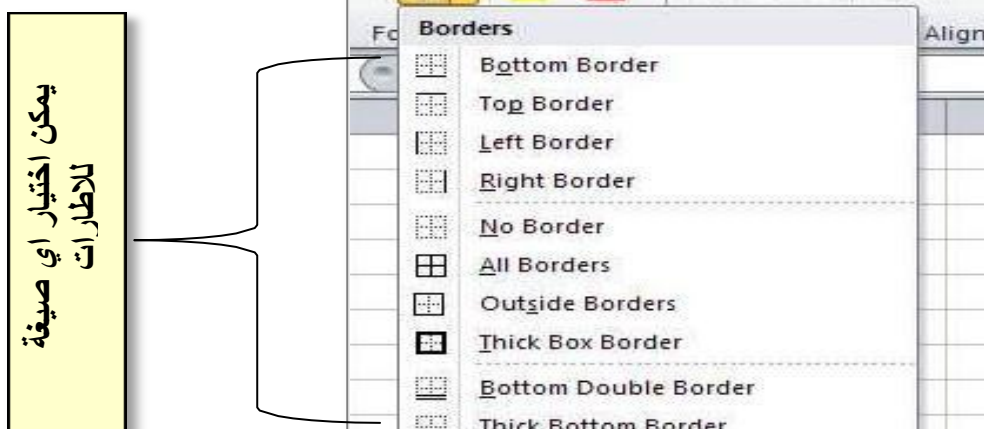 يمكن اختيار اي صيغة
للاطارات
Fo
Align
Borders
Bottom Border
Top Border
Left Border
Right Border
No Border
All Borders
Outside Borders
Thick Box Border
Bottom Double Border
Thick Bottom Border